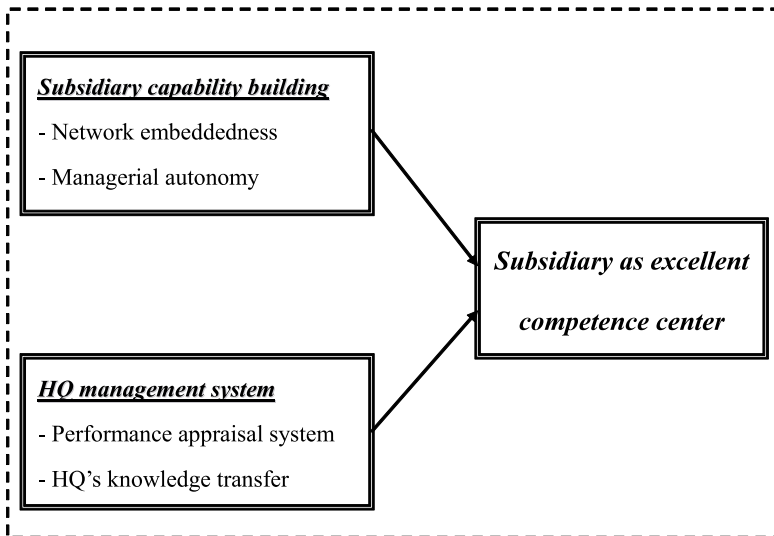 Subsidiary capability building
- Network embeddedness
- Managerial autonomy
Subsidiary as excellent
competence center
HQ management system
- Performance appraisal system
- HQ’s knowledge transfer